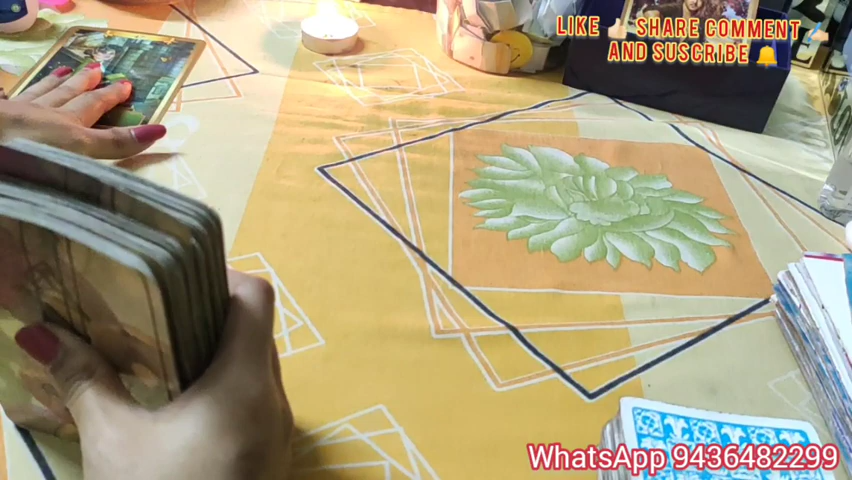 LIKE 👍🏻 SHARE COMMENT ✍🏻
AND SUSCRIBE 🔔
WhatsApp 9436482299